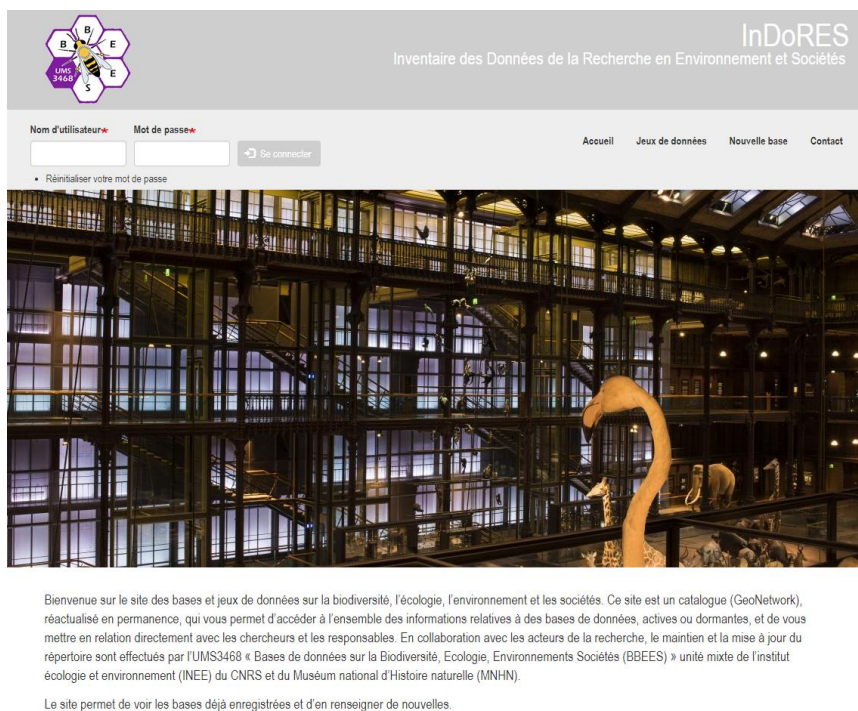 B
B
E
UMS
3468
E
S
InDoRES
Inventaire des Données de la Recherche en Environnement et Sociétés
Nom d'utilisateur* Mot de passe*
Se connecter
Accueil Jeux de données Nouvelle base Contact
• Réinitialiser votre mot de passe
Bienvenue sur le site des bases et jeux de données sur la biodiversité, l'écologie, l'environnement et les sociétés. Ce site est un catalogue (GeoNetwork),
réactualisé en permanence, qui vous permet d'accéder à l'ensemble des informations relatives à des bases de données, actives ou dormantes, et de vous
mettre en relation directement avec les chercheurs et les responsables. En collaboration avec les acteurs de la recherche, le maintien et la mise à jour du
répertoire sont effectués par l'UMS3468 « Bases de données sur la Biodiversité, Ecologie, Environnements Sociétés (BBEES) » unité mixte de l'institut
écologie et environnement (INEE) du CNRS et du Muséum national d'Histoire naturelle (MNHN).
Le site permet de voir les bases déjà enregistrées et d'en renseigner de nouvelles.